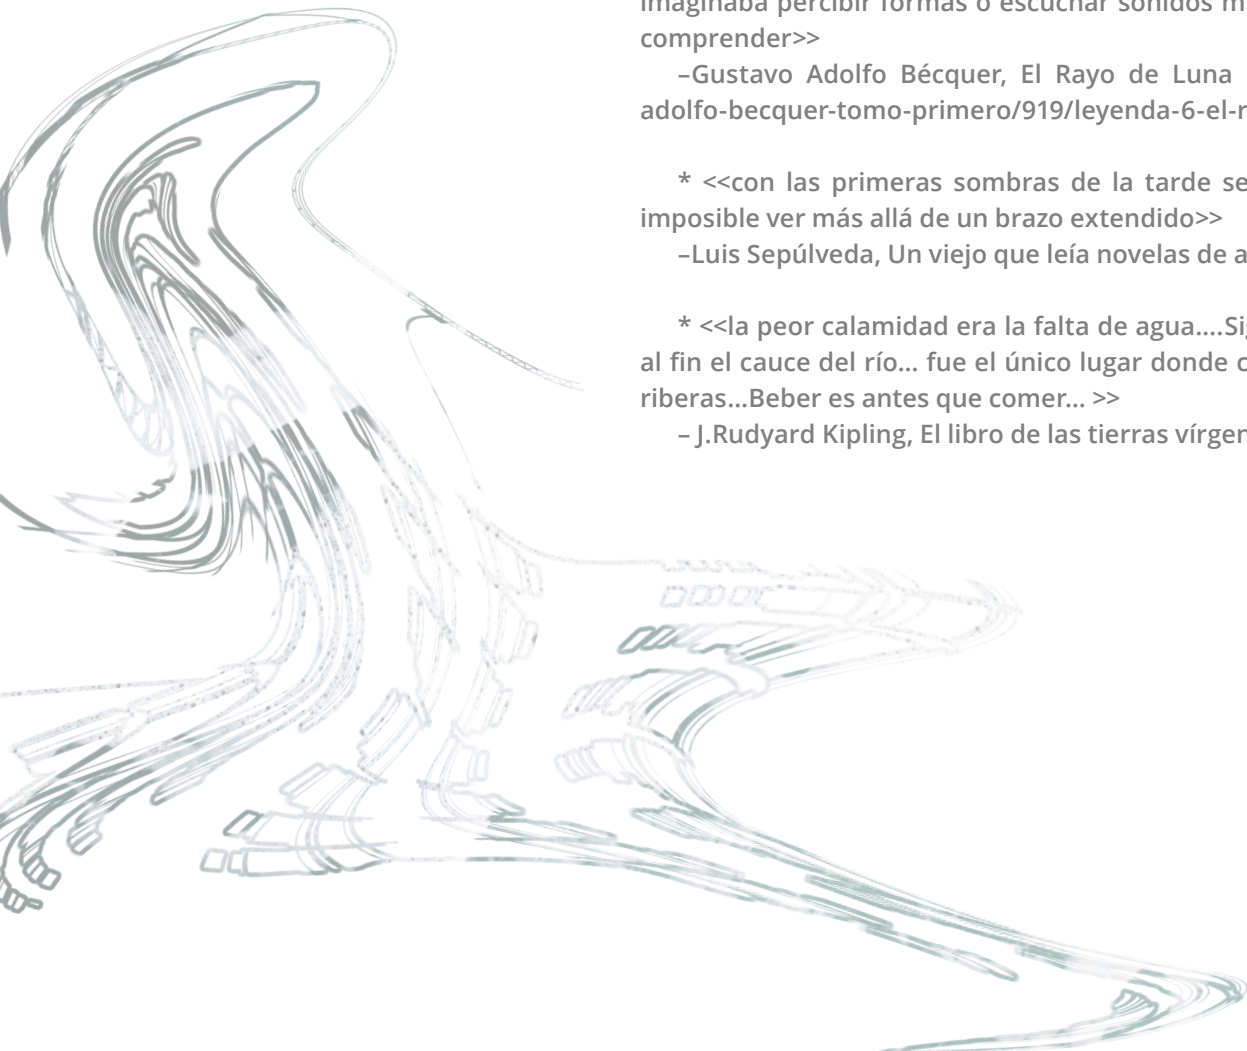 imaginaba percibir formas o escuchar sonidos
comprender>>
–Gustavo Adolfo Bécquer, El Rayo de Luna
adolfo-becquer-tomo-primero/919/leyenda-6-el-r
* <<con las primeras sombras de la tarde se
imposible ver más allá de un brazo extendido>>
–Luis Sepúlveda, Un viejo que leía novelas de a
* <<la peor calamidad era la falta de agua....Sig
al fin el cauce del río... fue el único lugar donde c
riberas...Beber es antes que comer... >>
– J.Rudyard Kipling, El libro de las tierras vírgen